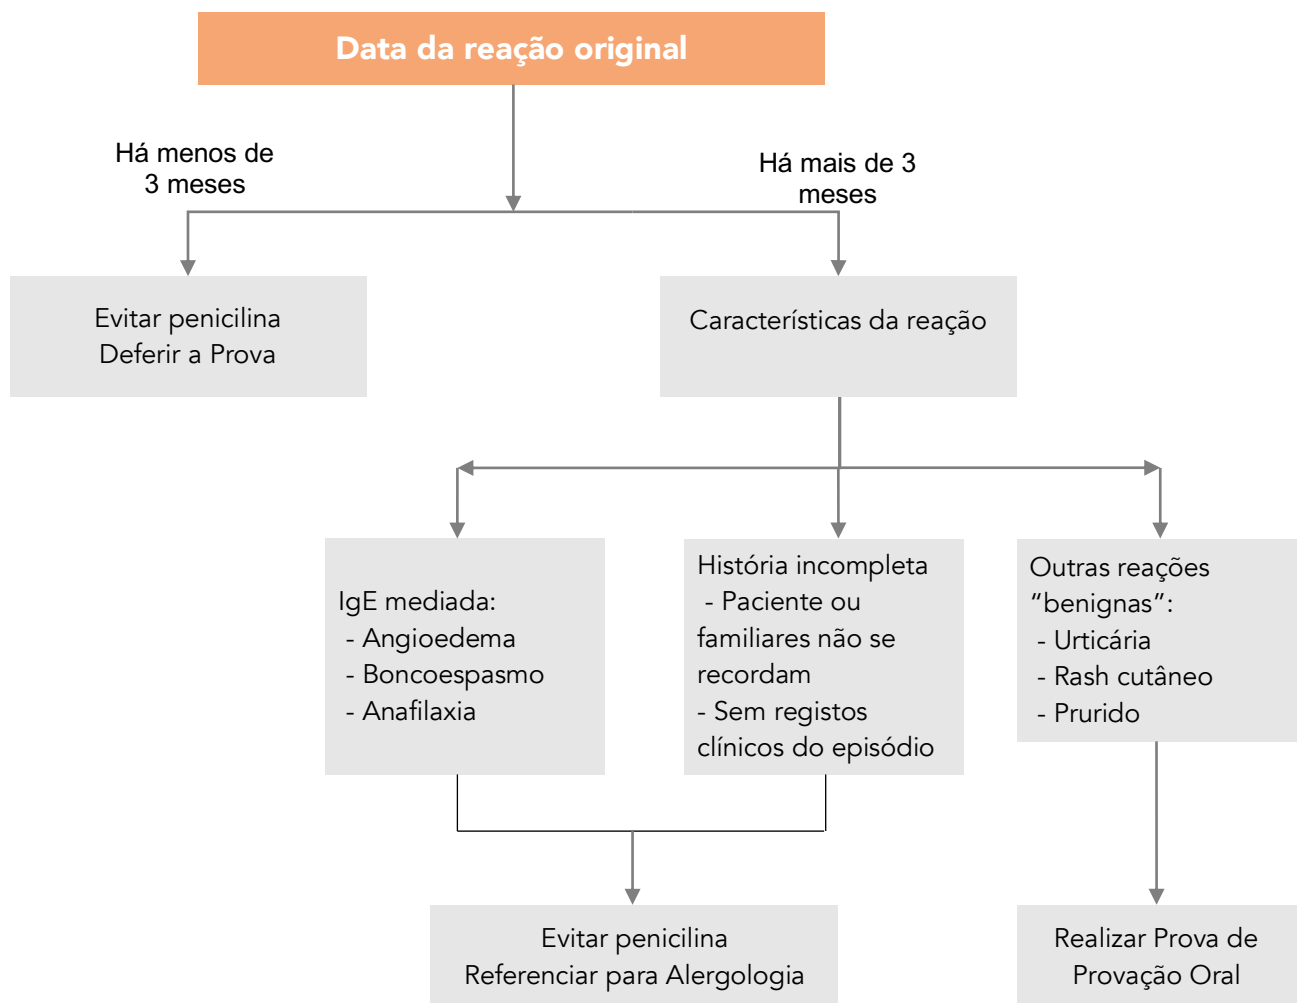 Data da reação original
Há menos de
3 meses
Há mais de 3
meses
Evitar penicilina
Deferir a Prova
Características da reação
IgE mediada:
- Angioedema
- Boncoespasmo
- Anafilaxia
História incompleta
- Paciente ou
familiares não se
recordam
- Sem registos
clínicos do episódio
Outras reações
“benignas”:
- Urticária
- Rash cutâneo
- Prurido
Evitar penicilina
Referenciar para Alergologia
Realizar Prova de
Provação Oral